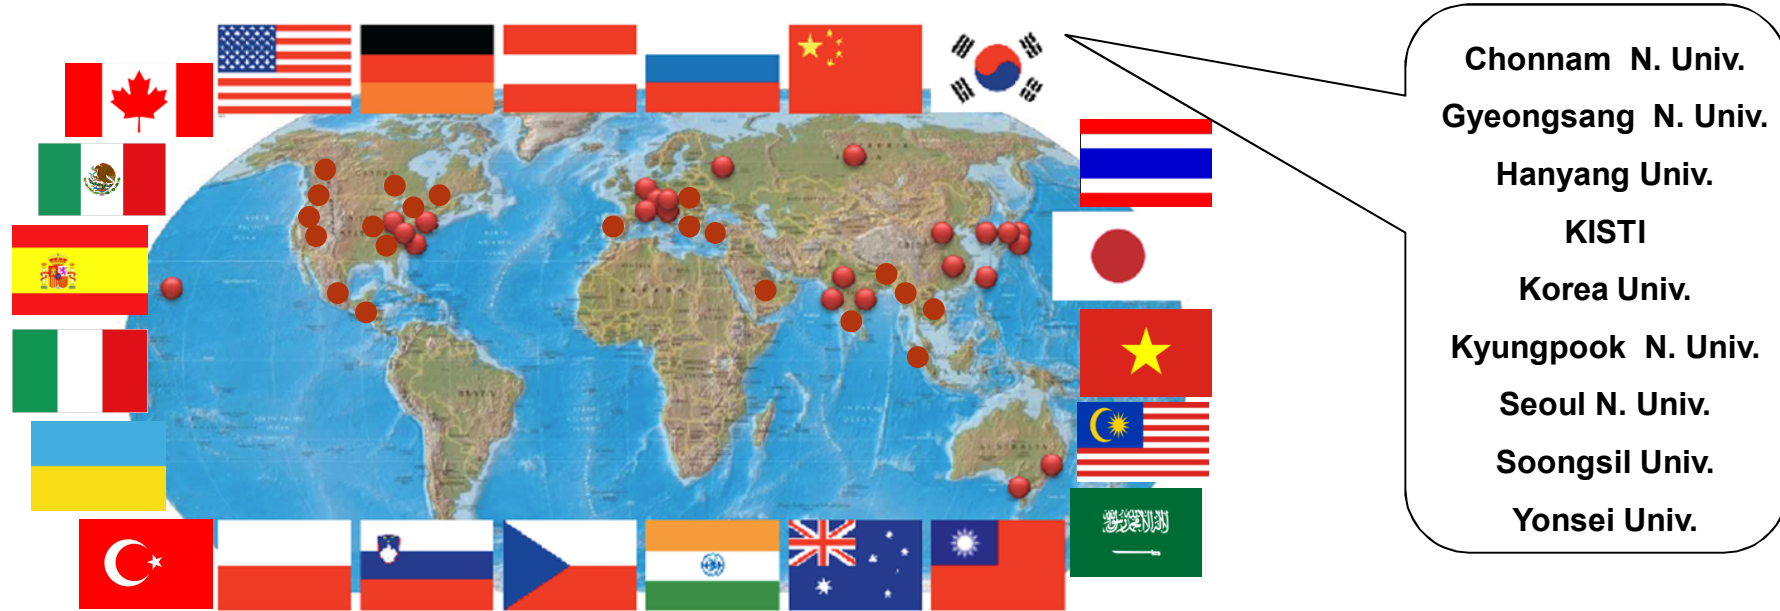 Chonnam N. Univ.
Gyeongsang N. Univ.
Hanyang Univ.
KISTI
Korea Univ.
Kyungpook N. Univ.
Seoul N. Univ.
Soongsil Univ.
Yonsei Univ.